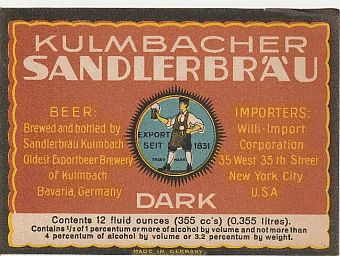 KULMBACHER
SANDLERBRÄU
BEER:
Brewed and bottled by
Sandlerbräu Kulmbach
Oldest Exportbeer Brewery
of Kulmbach
Bavaria, Germany
EXPORT
SEIT 1831
TRADE MARK
IMPORTERS:
Willi-Import
Corporation
35 West 35 th Street
New York City
U.S.A
DARK
Contents 12 fluid ounces (355 cc's) (0,355 litres).
Contains 1/2 of 1 percentum or more of alcohol by volume and not more than
4 percentum of alcohol by volume or 3.2 percentum by weight.
MADE IN GERMANY